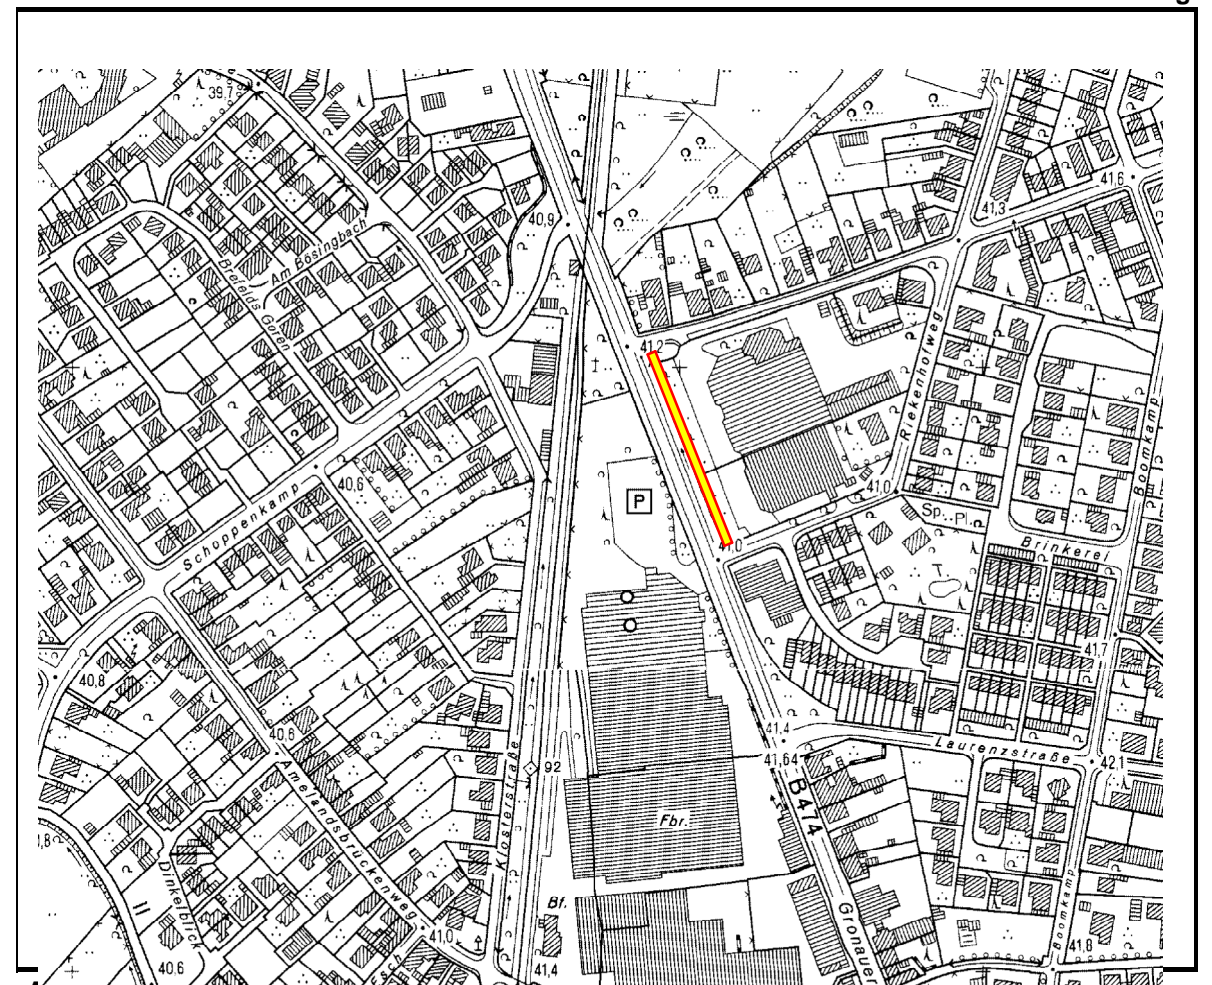 39,7
41,6
41,3
40,9
Am Bösingbach
Brefelds Garten
41,2
Riekenhofweg
Boomkamp
40,6
Schoppenkamp
P
41,0
Sp. Pl.
41,0
Brinkerei
T.
41,7
40,8
40,6
41,4
Laurenzstraße
42,1
41,64
92
B 474
Amelandsbrückenweg
Klosterstraße
Fbr.
Dinkelblick
II
Bf.
Gronauer
Boomkamp
41,0
41,8
40,6
41,4